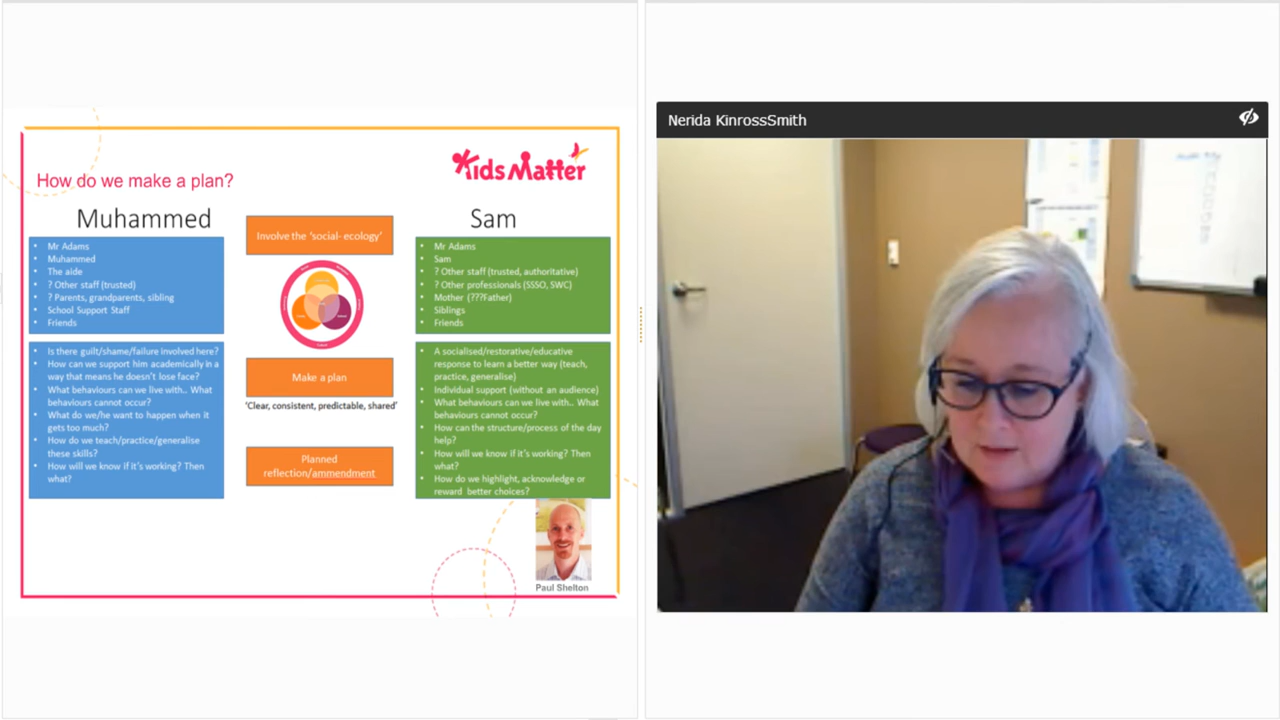 How do we make a plan?
KidsMatter
Muhammed
• Mr Adams
• Muhammed
• The aide
• ? Other staff (trusted)
• ? Parents, grandparents, sibling
• School Support Staff
• Friends
• Is there guilt/shame/failure involved here?
• How can we support him academically in a
way that means he doesn't lose face?
• What behaviours can we live with.. What
behaviours cannot occur?
• What do we/he want to happen when it
gets too much?
• How do we teach/practice/generalise
these skills?
• How will we know if it's working? Then
what?
Involve the 'social- ecology'
Make a plan
'Clear, consistent, predictable, shared'
Planned
reflection/ammendment
Sam
• Mr Adams
• Sam
• ? Other staff (trusted, authoritative)
• ? Other professionals (SSSO, SWC)
• Mother (???Father)
• Siblings
• Friends
• A socialised/restorative/educative
response to learn a better way (teach,
practice, generalise)
• Individual support (without an audience)
• What behaviours can we live with.. What
behaviours cannot occur?
• How can the structure/process of the day
help?
• How will we know if it's working? Then
what?
• How do we highlight, acknowledge or
reward better choices?
Paul Shelton
Nerida KinrossSmith